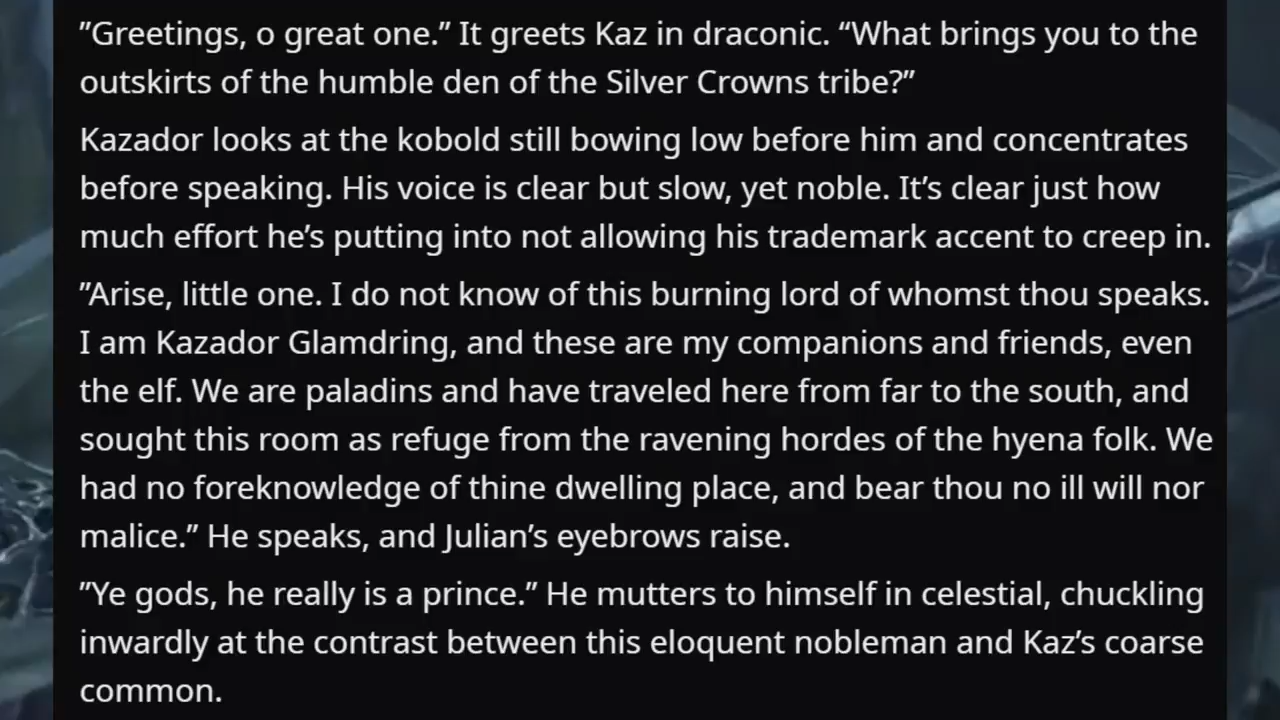 ”Greetings, o great one.” It greets Kaz in draconic. “What brings you to the
outskirts of the humble den of the Silver Crowns tribe?”
Kazador looks at the kobold still bowing low before him and concentrates
before speaking. His voice is clear but slow, yet noble. It’s clear just how
much effort he’s putting into not allowing his trademark accent to creep in.
”Arise, little one. I do not know of this burning lord of whomst thou speaks.
I am Kazador Glamdring, and these are my companions and friends, even
the elf. We are paladins and have traveled here from far to the south, and
sought this room as refuge from the ravening hordes of the hyena folk. We
had no foreknowledge of thine dwelling place, and bear thou no ill will nor
malice.” He speaks, and Julian’s eyebrows raise.
”Ye gods, he really is a prince.” He mutters to himself in celestial, chuckling
inwardly at the contrast between this eloquent nobleman and Kaz’s coarse
common.